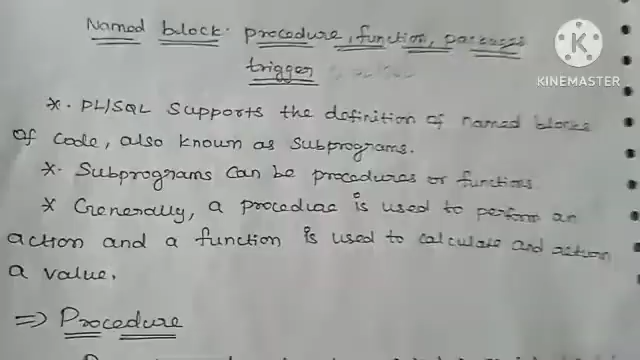 Named block: procedure, function, package
trigger
K
KINEMASTER
*. PL/SQL Supports the definition of named blocks
of code, also known as subprograms.
*. Subprograms can be procedures or functions.
* Generally, a procedure is used to perform an
action and a function is used to calculate and action
a value.
=> Procedure